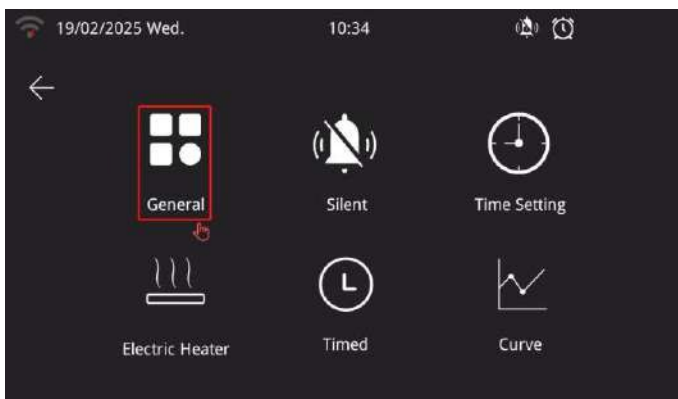 19/02/2025 Wed. 10:34
General Silent Time Setting
Electric Heater Timed Curve